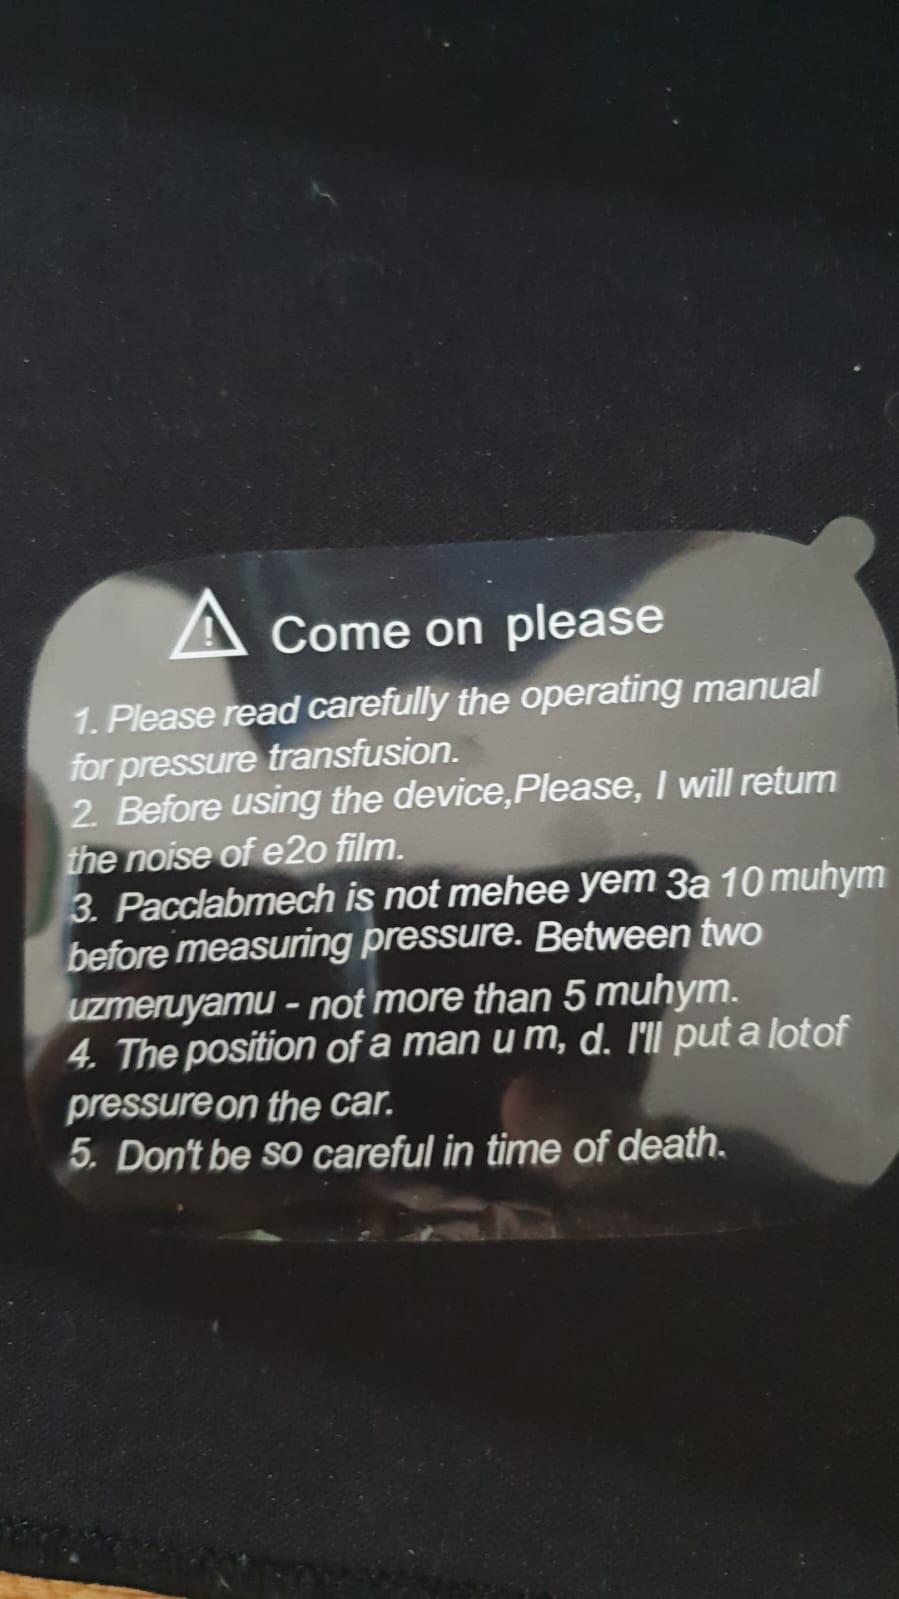 Come on please
1. Please read carefully the operating manual
for pressure transfusion.
2. Before using the device,Please, I will return
the noise of e2o film.
3. Pacclabmech is not mehee yem 3a 10 muhym
before measuring pressure. Between two
uzmeruyamu - not more than 5 muhym.
4. The position of a man u m, d. I'll put a lotof
pressure on the car.
5. Don't be so careful in time of death.